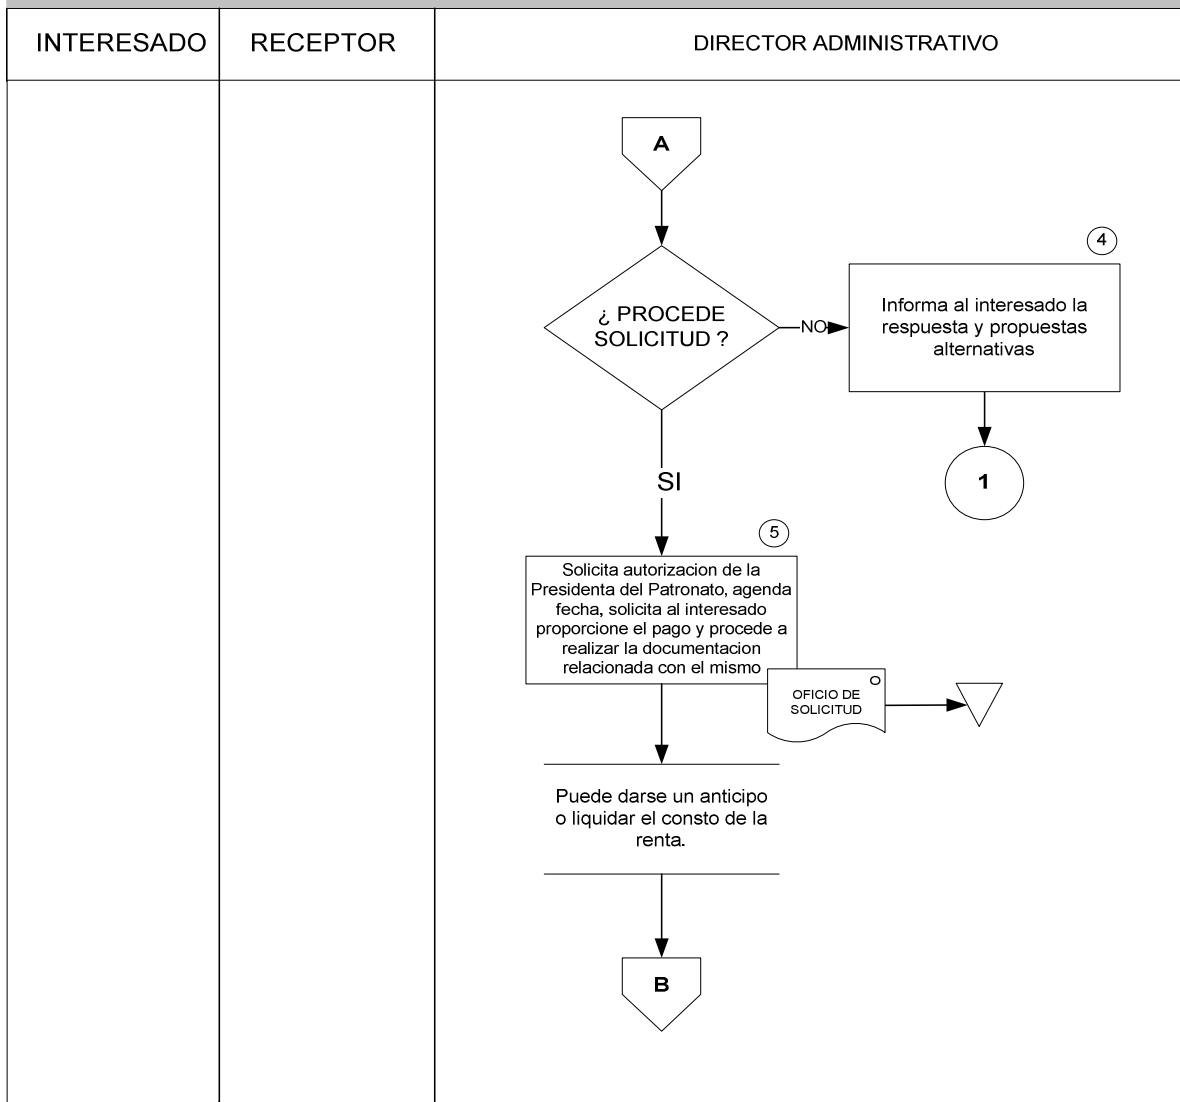 INTERESADO
RECEPTOR
DIRECTOR ADMINISTRATIVO
A
4
¿ PROCEDE
SOLICITUD ?
NO
Informa al interesado la
respuesta y propuestas
alternativas
1
SI
5
Solicita autorizacion de la
Presidenta del Patronato, agenda
fecha, solicita al interesado
proporcione el pago y procede a
realizar la documentacion
relacionada con el mismo
O
OFICIO DE
SOLICITUD
Puede darse un anticipo
o liquidar el consto de la
renta.
B